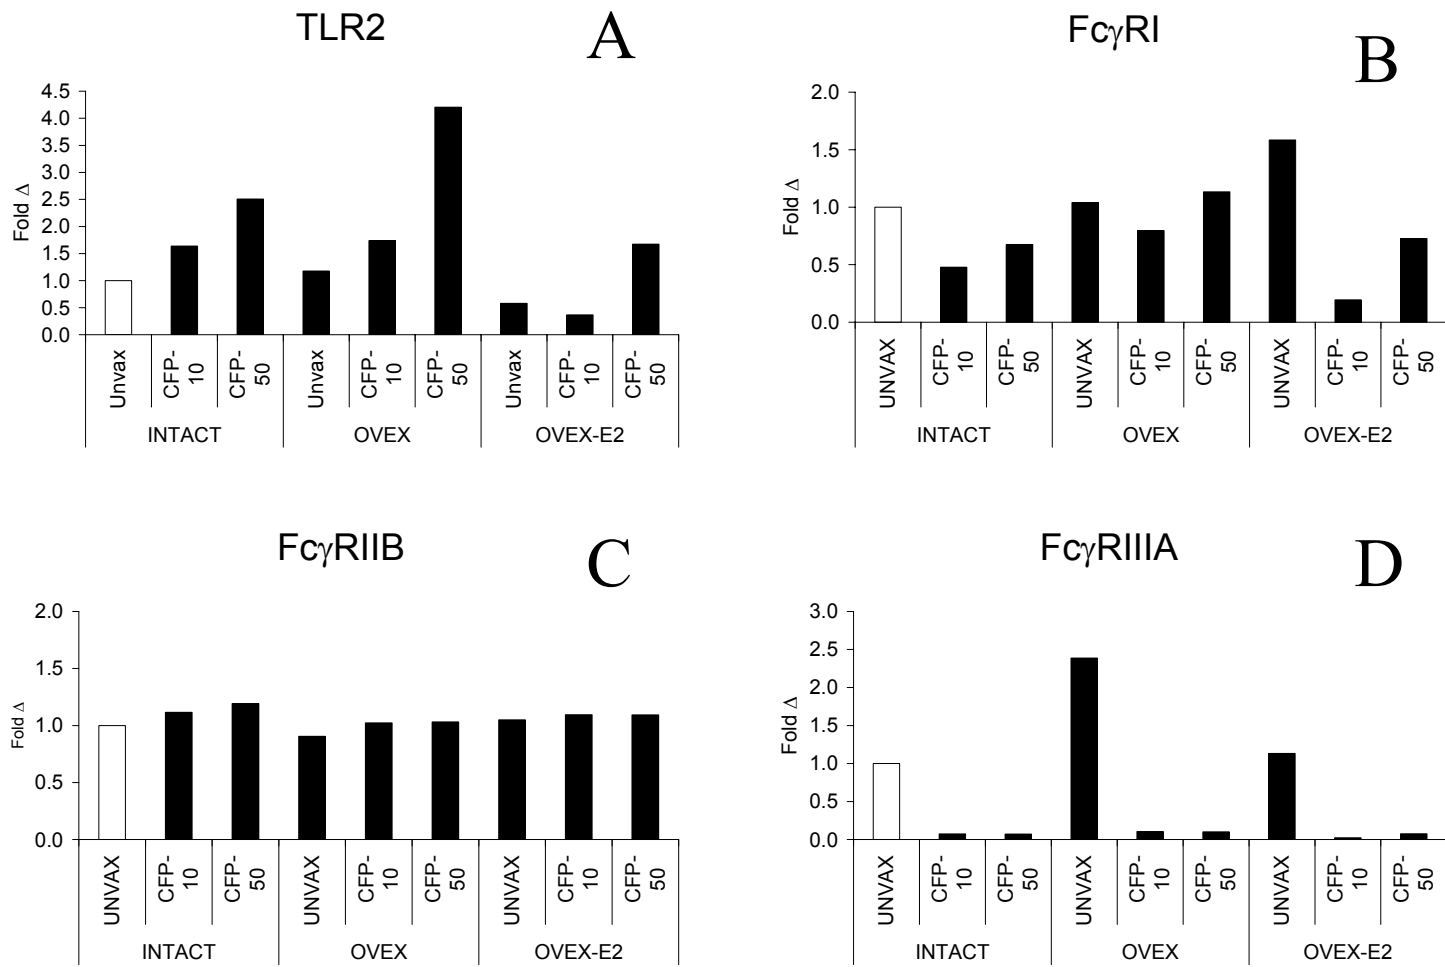 TLR2
A
4.5
4.0
3.5
3.0
2.5
2.0
1.5
1.0
0.5
0.0
Fold Δ
Unvax
CFP-
10
CFP-
50
Unvax
CFP-
10
CFP-
50
Unvax
CFP-
10
CFP-
50
INTACT
OVEX
OVEX-E2
FcγRI
B
2.0
1.5
1.0
0.5
0.0
Fold Δ
UNVAX
CFP-
10
CFP-
50
UNVAX
CFP-
10
CFP-
50
UNVAX
CFP-
10
CFP-
50
INTACT
OVEX
OVEX-E2
FcγRIIB
C
2.0
1.5
1.0
0.5
0.0
Fold Δ
UNVAX
CFP-
10
CFP-
50
UNVAX
CFP-
10
CFP-
50
UNVAX
CFP-
10
CFP-
50
INTACT
OVEX
OVEX-E2
FcγRIIIA
D
3.0
2.5
2.0
1.5
1.0
0.5
0.0
Fold Δ
UNVAX
CFP-
10
CFP-
50
UNVAX
CFP-
10
CFP-
50
UNVAX
CFP-
10
CFP-
50
INTACT
OVEX
OVEX-E2